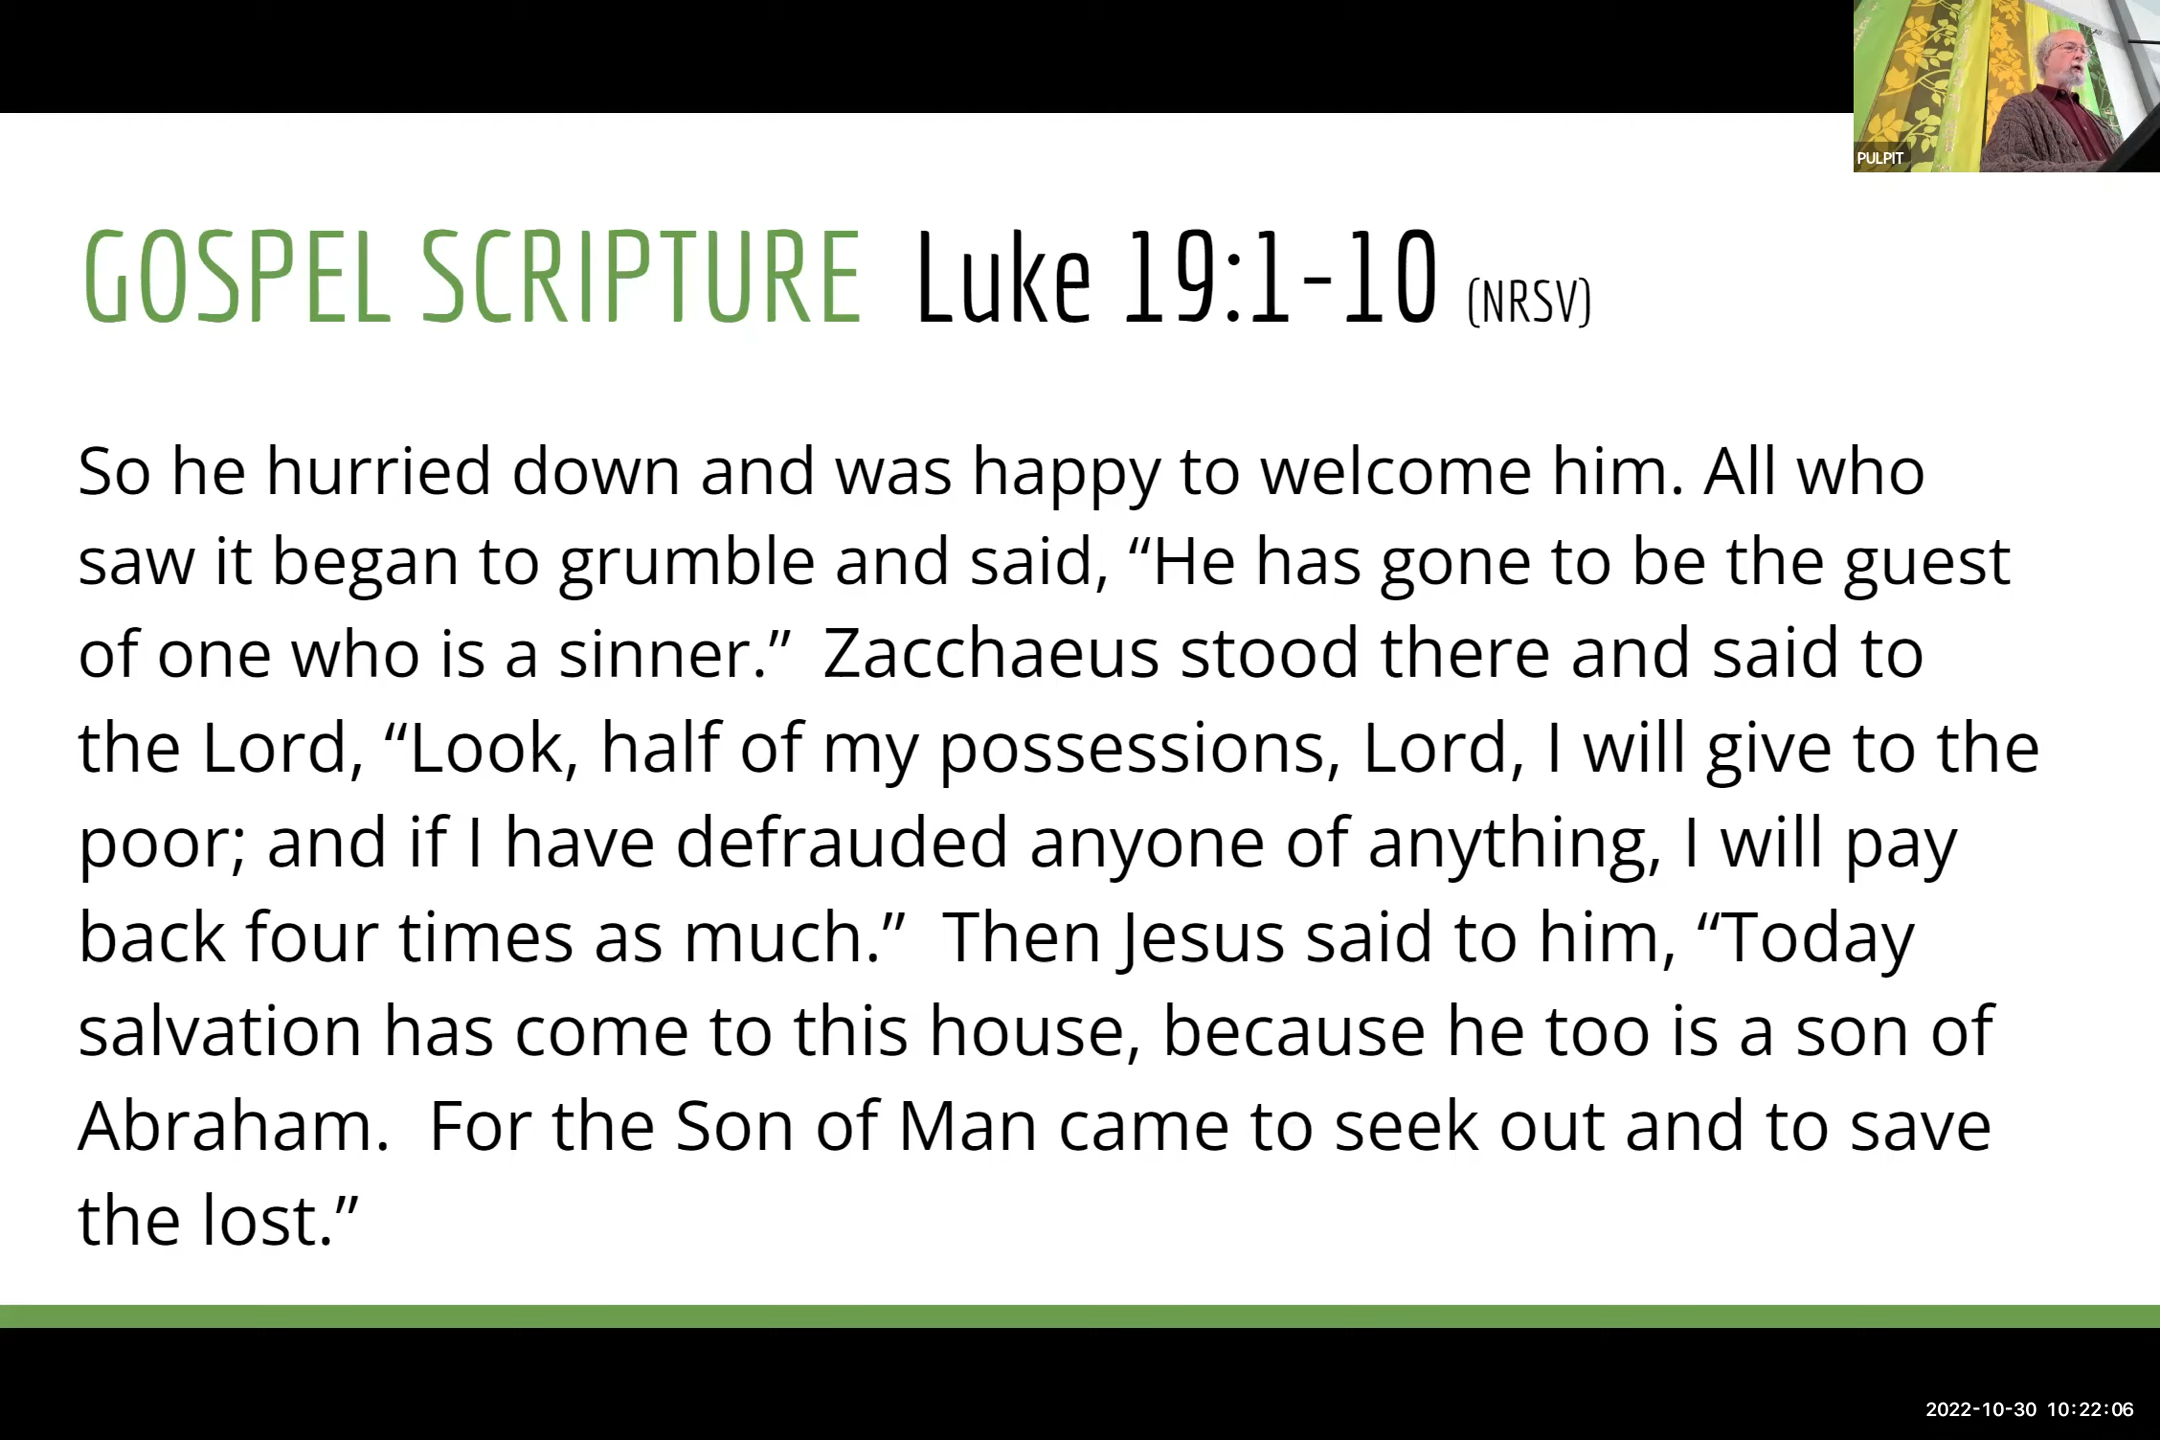 PULPIT
GOSPEL SCRIPTURE Luke 19:1-10 (NRSV)
So he hurried down and was happy to welcome him. All who
saw it began to grumble and said, “He has gone to be the guest
of one who is a sinner.”  Zacchaeus stood there and said to
the Lord, “Look, half of my possessions, Lord, I will give to the
poor; and if I have defrauded anyone of anything, I will pay
back four times as much.”  Then Jesus said to him, “Today
salvation has come to this house, because he too is a son of
Abraham.  For the Son of Man came to seek out and to save
the lost.”
2022-10-30 10:22:06